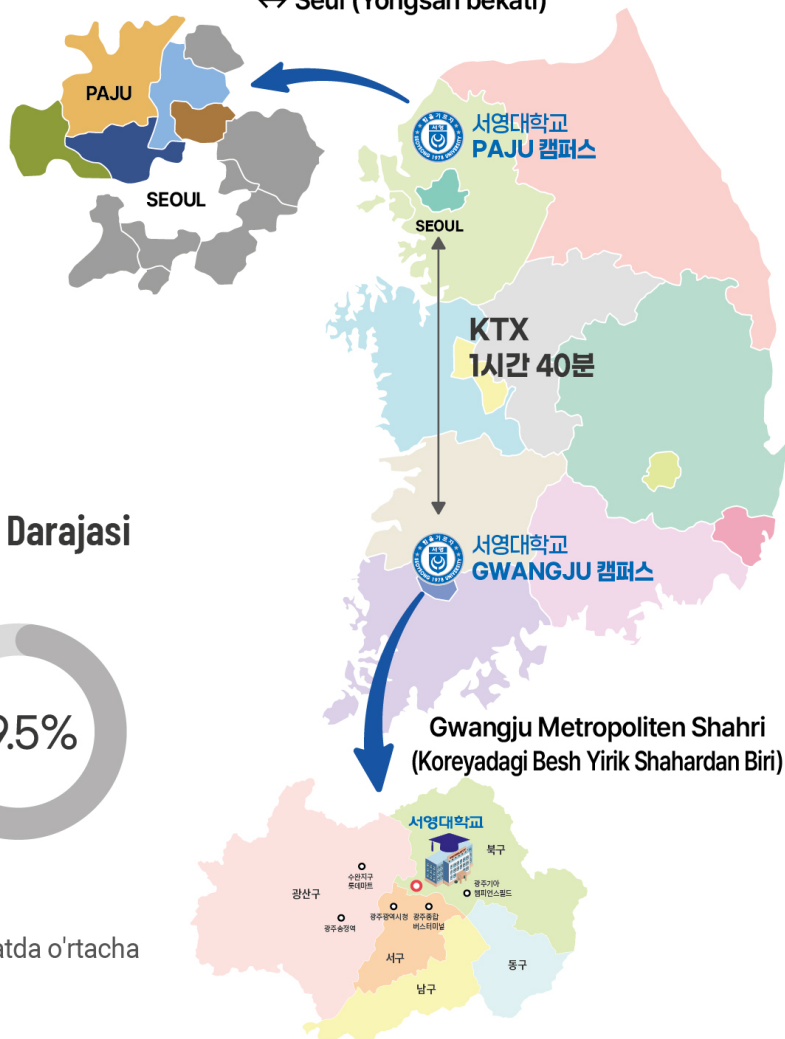 ↔ Seul (Yongsan bekati)
PAJU
SEOUL
서영대학교
PAJU 캠퍼스
SEOUL
KTX
1시간 40분
Darajasi
서영대학교
GWANGJU 캠퍼스
9.5%
Gwangju Metropoliten Shahri
(Koreyadagi Besh Yirik Shahardan Biri)
서영대학교
북구
수완지구
롯데마트
광산구
광주기아
챔피언스필드
광주송정역
광주광역시청
광주종합
버스터미널
서구
동구
남구
o'rtacha